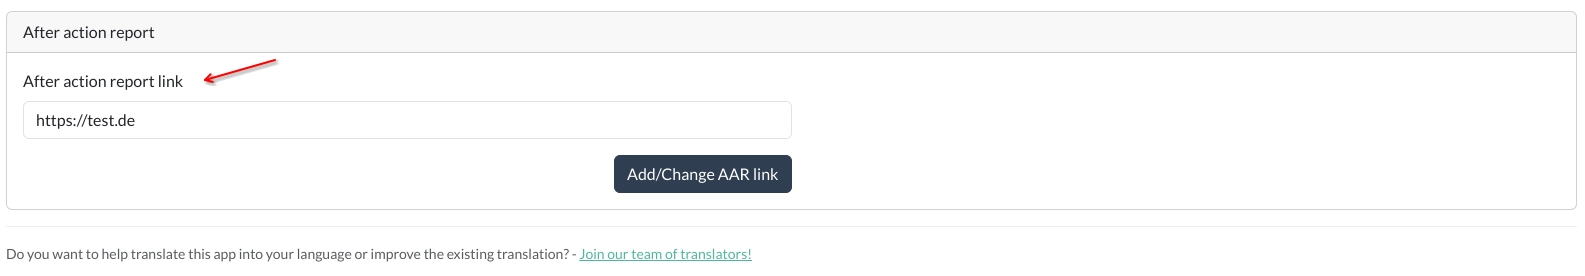 After action report
After action report link
https://test.de
Add/Change AAR link
Do you want to help translate this app into your language or improve the existing translation? - Join our team of translators!